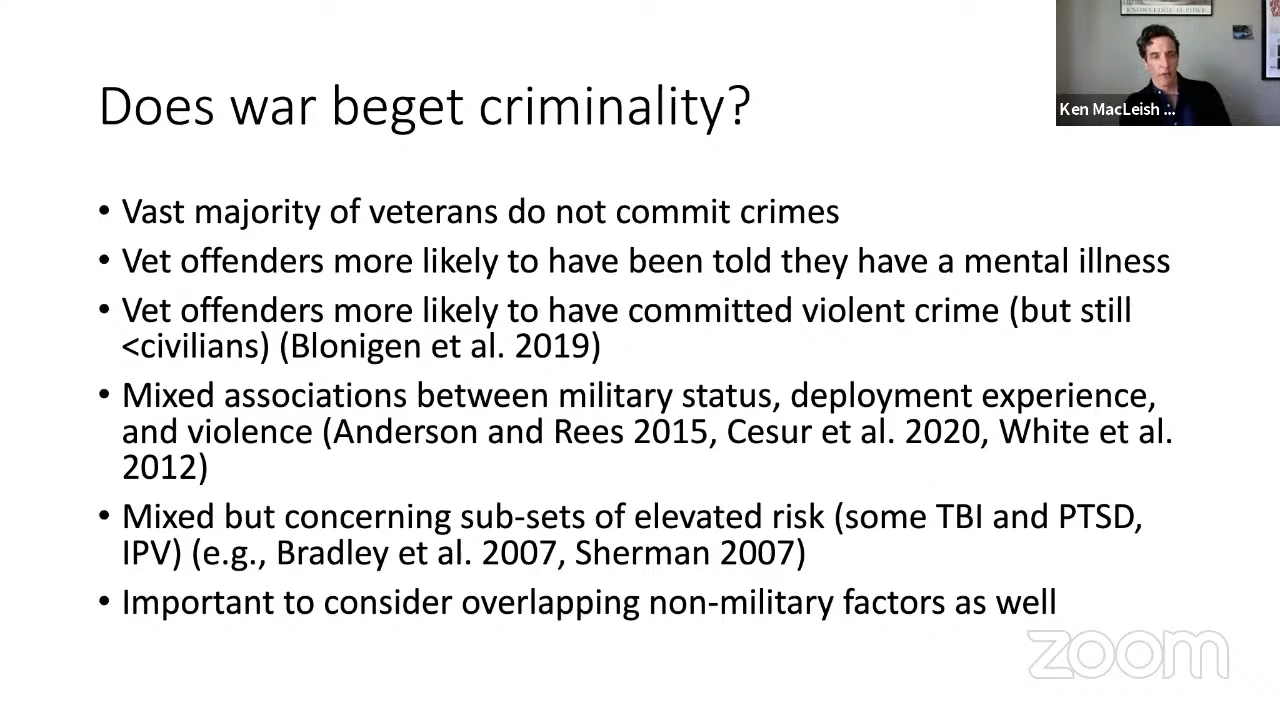 KNOWLEDGE IS POWER
Ken MacLeish ...
Does war beget criminality?
• Vast majority of veterans do not commit crimes
• Vet offenders more likely to have been told they have a mental illness
• Vet offenders more likely to have committed violent crime (but still
<civilians) (Blonigen et al. 2019)
• Mixed associations between military status, deployment experience,
and violence (Anderson and Rees 2015, Cesur et al. 2020, White et al.
2012)
• Mixed but concerning sub-sets of elevated risk (some TBI and PTSD,
IPV) (e.g., Bradley et al. 2007, Sherman 2007)
• Important to consider overlapping non-military factors as well
zoom